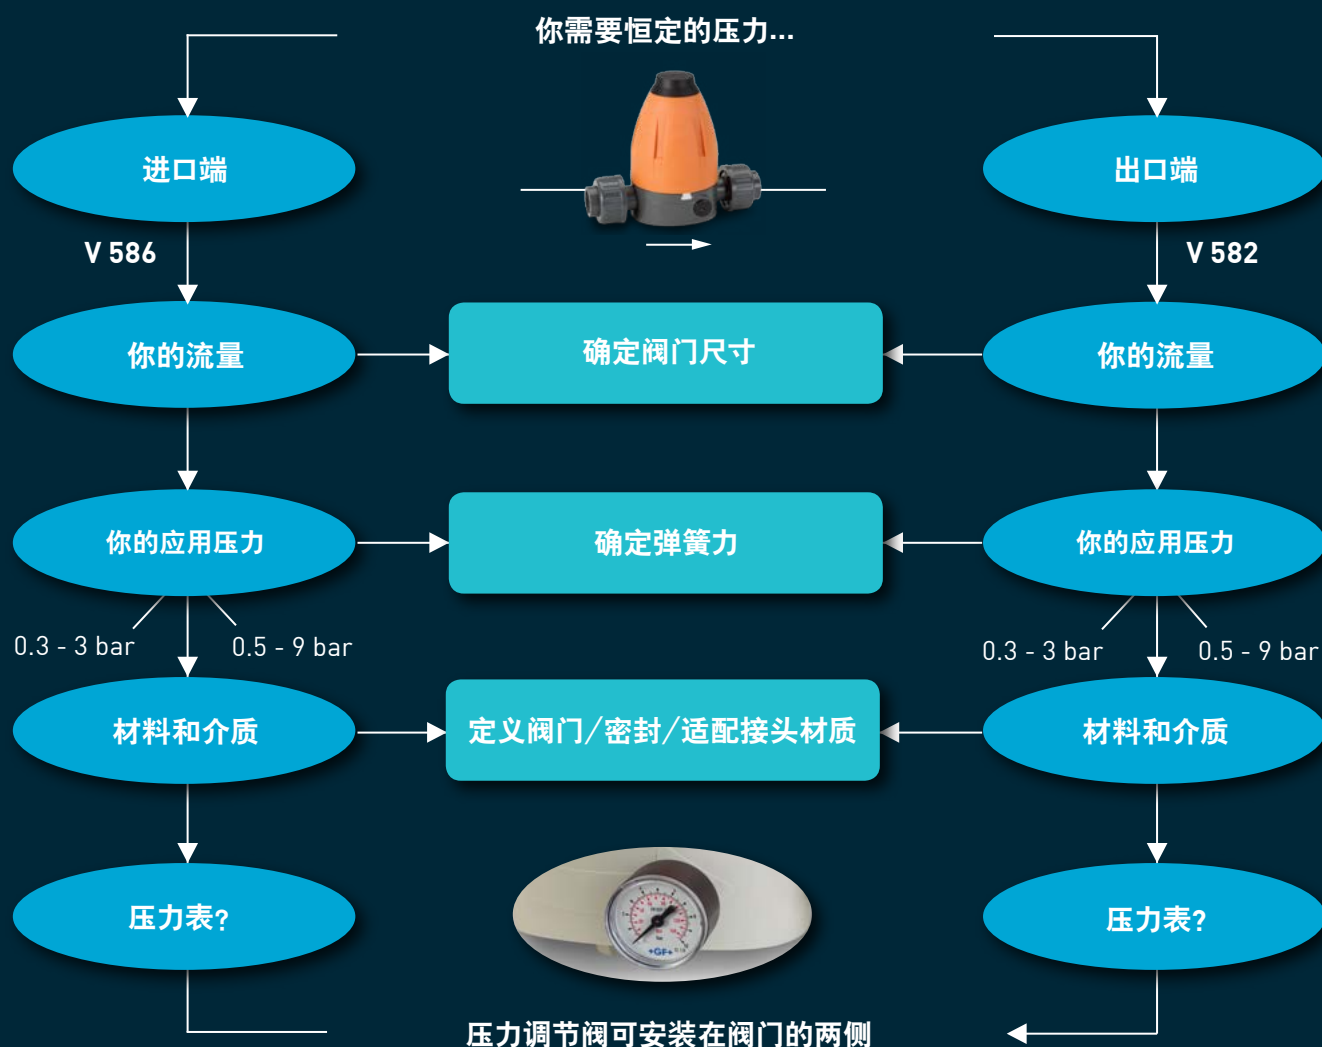 你需要恒定的压力...
进口端
出口端
V 586
V 582
你的流量
确定阀门尺寸
你的流量
你的应用压力
确定弹簧力
你的应用压力
0.3 - 3 bar
0.5 - 9 bar
0.3 - 3 bar
0.5 - 9 bar
材料和介质
定义阀门/密封/适配接头材质
材料和介质
压力表?
+GF+
压力表?
压力调节阀可安装在阀门的两侧